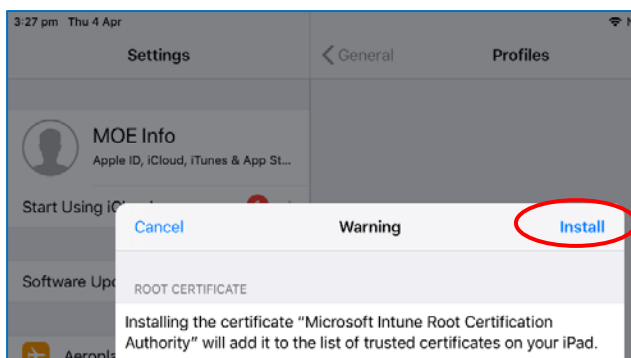 3:27 pm Thu 4 Apr
Settings
General
Profiles
MOE Info
Apple ID, iCloud, iTunes & App St...
Start Using
Cancel
Warning
Install
Software
ROOT CERTIFICATE
Installing the certificate "Microsoft Intune Root Certification
Authority" will add it to the list of trusted certificates on your iPad.